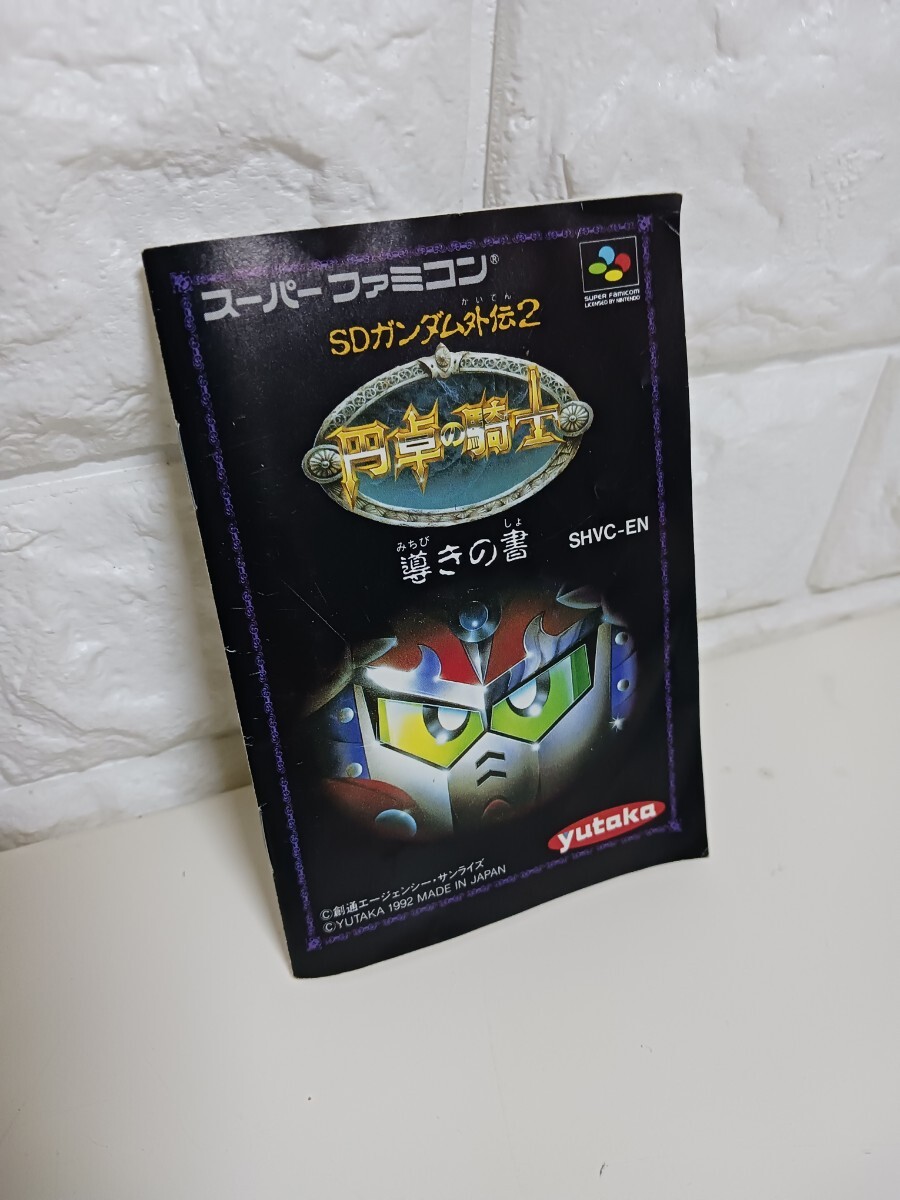 スーパーファミコン®
SUPER FAMICOM
LICENSED BY NINTENDO
かいでん
SDガンダム外伝2
円卓の騎士
みちび しょ
導きの書
SHVC-EN
yutaka
©創通エージェンシー・サンライズ
©YUTAKA 1992 MADE IN JAPAN